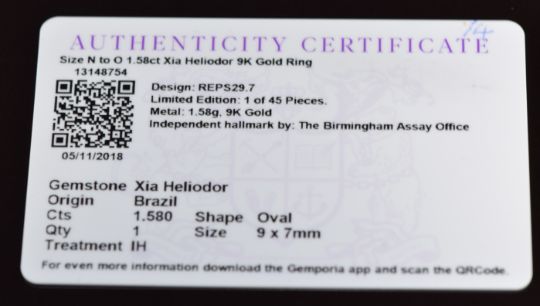 AUTHENTICITY CERTIFICATE
Size N to O 1.58ct Xia Heliodor 9K Gold Ring
13148754
Design: REPS29.7
Limited Edition: 1 of 45 Pieces.
Metal: 1.58g, 9K Gold
Independent hallmark by: The Birmingham Assay Office
05/11/2018
Gemstone Xia Heliodor
Origin Brazil
Cts 1.580 Shape Oval
Qty 1 Size 9 x 7mm
Treatment IH
For even more information download the Gemporia app and scan the QRCode.